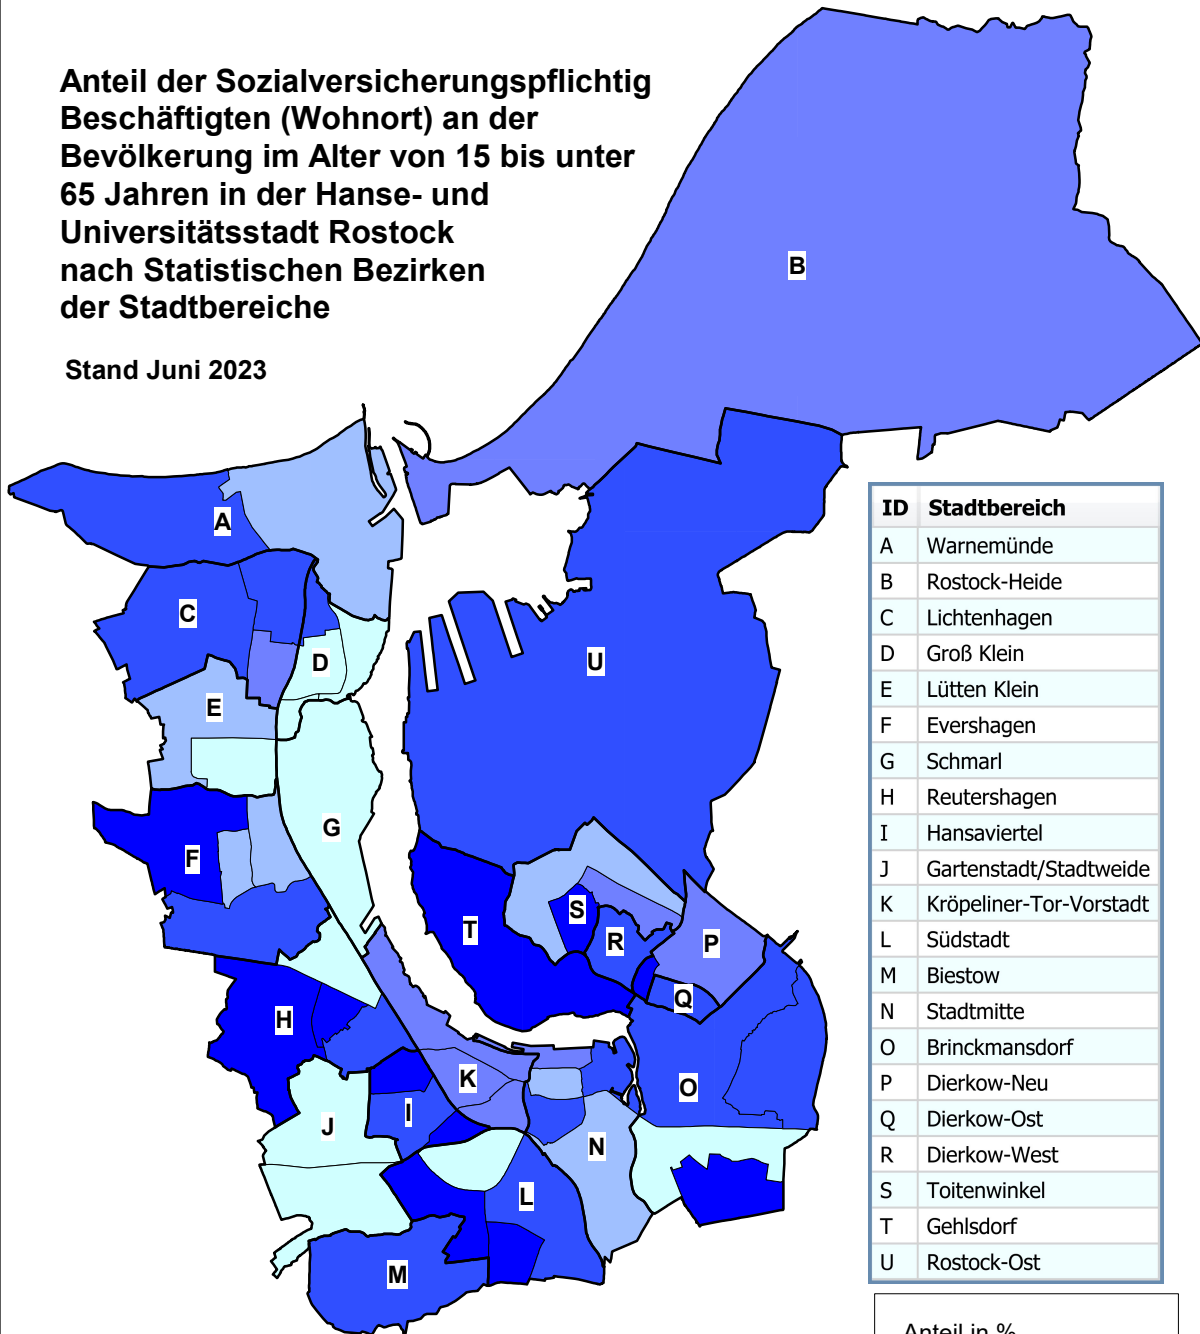 Anteil der Sozialversicherungspflichtig
Beschäftigten (Wohnort) an der
Bevölkerung im Alter von 15 bis unter
65 Jahren in der Hanse- und
Universitätsstadt Rostock
nach Statistischen Bezirken
der Stadtbereiche
Stand Juni 2023
B
A
C
D
U
E
G
F
T
S
R
P
Q
H
K
O
I
J
N
L
M
ID Stadtbereich
A Warnemünde
B Rostock-Heide
C Lichtenhagen
D Groß Klein
E Lütten Klein
F Evershagen
G Schmarl
H Reutershagen
I Hansaviertel
J Gartenstadt/Stadtweide
K Kröpeliner-Tor-Vorstadt
L Südstadt
M Biestow
N Stadtmitte
O Brinckmansdorf
P Dierkow-Neu
Q Dierkow-Ost
R Dierkow-West
S Toitenwinkel
T Gehlsdorf
U Rostock-Ost
Anteil in %